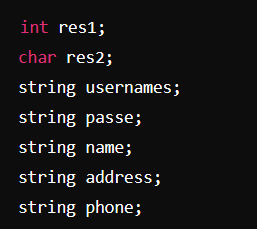 int res1;
char res2;
string usernames;
string passe;
string name;
string address;
string phone;